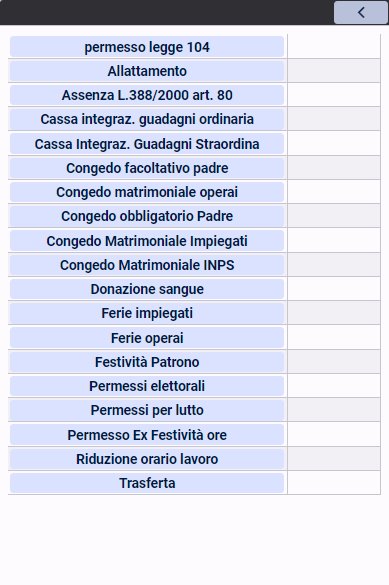 permesso legge 104
Allattamento
Assenza L.388/2000 art. 80
Cassa integraz. guadagni ordinaria
Cassa Integraz. Guadagni Straordina
Congedo facoltativo padre
Congedo matrimoniale operai
Congedo obbligatorio Padre
Congedo Matrimoniale Impiegati
Congedo Matrimoniale INPS
Donazione sangue
Ferie impiegati
Ferie operai
Festività Patrono
Permessi elettorali
Permessi per lutto
Permesso Ex Festività ore
Riduzione orario lavoro
Trasferta